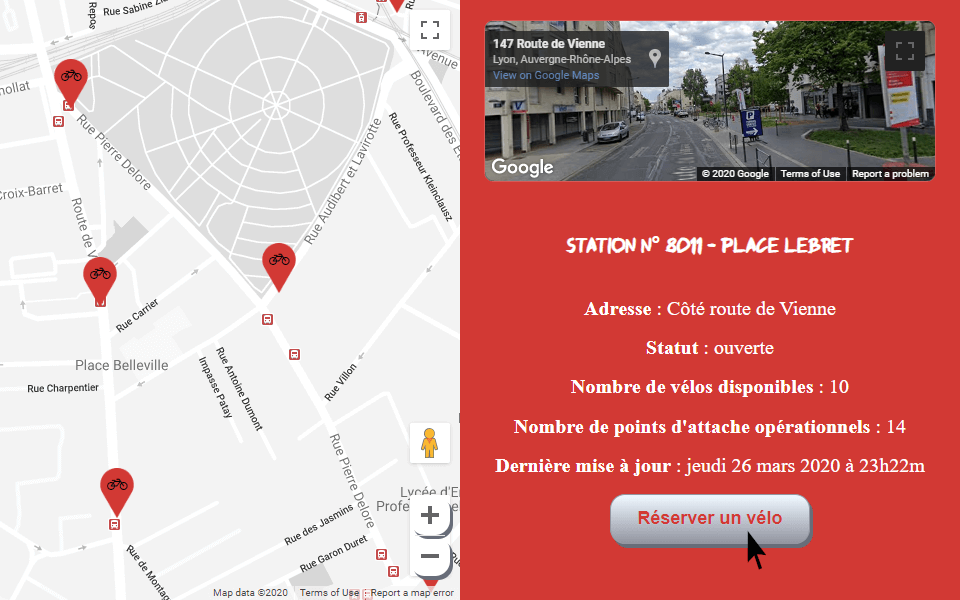 Rue Sabine Zl
Repos
Avenue
nollat
Boulevard des E
Rue Pierre Delore
Rue Professeur Kleinclausz
Rue Audibert et Lavirotte
Croix-Barret
Route de V
Rue Carrier
Place Belleville
Rue Charpentier
Rue Antoine Dumont
Impasse Patay
Rue Villon
Rue Pierre Delore
Lycée d'E
Profe
Rue des Jasmins
Rue Garon Duret
Rue de Montag
Map data ©2020 Terms of Use Report a map error
147 Route de Vienne
Lyon, Auvergne-Rhône-Alpes
View on Google Maps
P
Google
© 2020 Google Terms of Use Report a problem
STATION N° 8011 - PLACE LEBRET
Adresse : Côté route de Vienne
Statut : ouverte
Nombre de vélos disponibles : 10
Nombre de points d'attache opérationnels : 14
Dernière mise à jour : jeudi 26 mars 2020 à 23h22m
Réserver un vélo